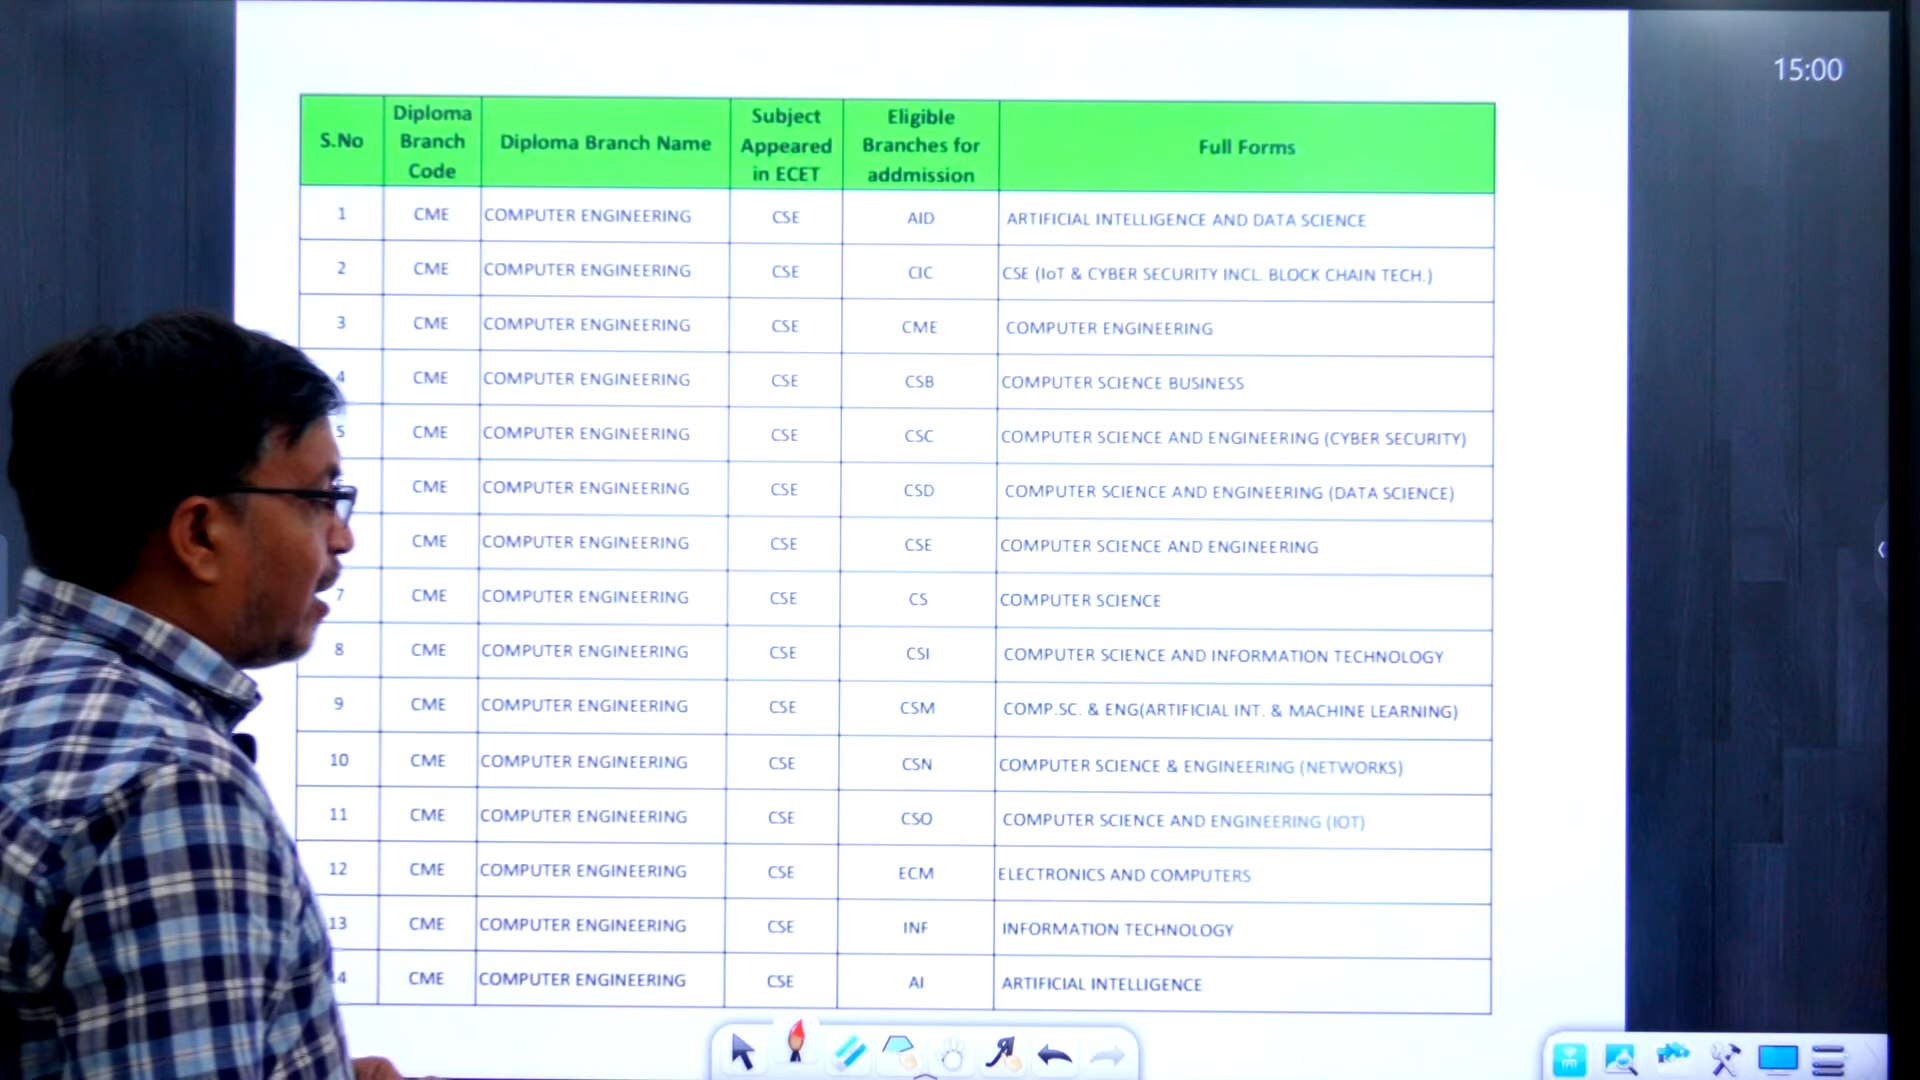 15:00
S.No | Diploma Branch Code | Diploma Branch Name | Subject Appeared in ECET | Eligible Branches for addmission | Full Forms
1 | CME | COMPUTER ENGINEERING | CSE | AID | ARTIFICIAL INTELLIGENCE AND DATA SCIENCE
2 | CME | COMPUTER ENGINEERING | CSE | CIC | CSE (IoT & CYBER SECURITY INCL. BLOCK CHAIN TECH.)
3 | CME | COMPUTER ENGINEERING | CSE | CME | COMPUTER ENGINEERING
4 | CME | COMPUTER ENGINEERING | CSE | CSB | COMPUTER SCIENCE BUSINESS
5 | CME | COMPUTER ENGINEERING | CSE | CSC | COMPUTER SCIENCE AND ENGINEERING (CYBER SECURITY)
CME | COMPUTER ENGINEERING | CSE | CSD | COMPUTER SCIENCE AND ENGINEERING (DATA SCIENCE)
CME | COMPUTER ENGINEERING | CSE | CSE | COMPUTER SCIENCE AND ENGINEERING
7 | CME | COMPUTER ENGINEERING | CSE | CS | COMPUTER SCIENCE
8 | CME | COMPUTER ENGINEERING | CSE | CSI | COMPUTER SCIENCE AND INFORMATION TECHNOLOGY
9 | CME | COMPUTER ENGINEERING | CSE | CSM | COMP.SC. & ENG(ARTIFICIAL INT. & MACHINE LEARNING)
10 | CME | COMPUTER ENGINEERING | CSE | CSN | COMPUTER SCIENCE & ENGINEERING (NETWORKS)
11 | CME | COMPUTER ENGINEERING | CSE | CSO | COMPUTER SCIENCE AND ENGINEERING (IOT)
12 | CME | COMPUTER ENGINEERING | CSE | ECM | ELECTRONICS AND COMPUTERS
13 | CME | COMPUTER ENGINEERING | CSE | INF | INFORMATION TECHNOLOGY
14 | CME | COMPUTER ENGINEERING | CSE | AI | ARTIFICIAL INTELLIGENCE